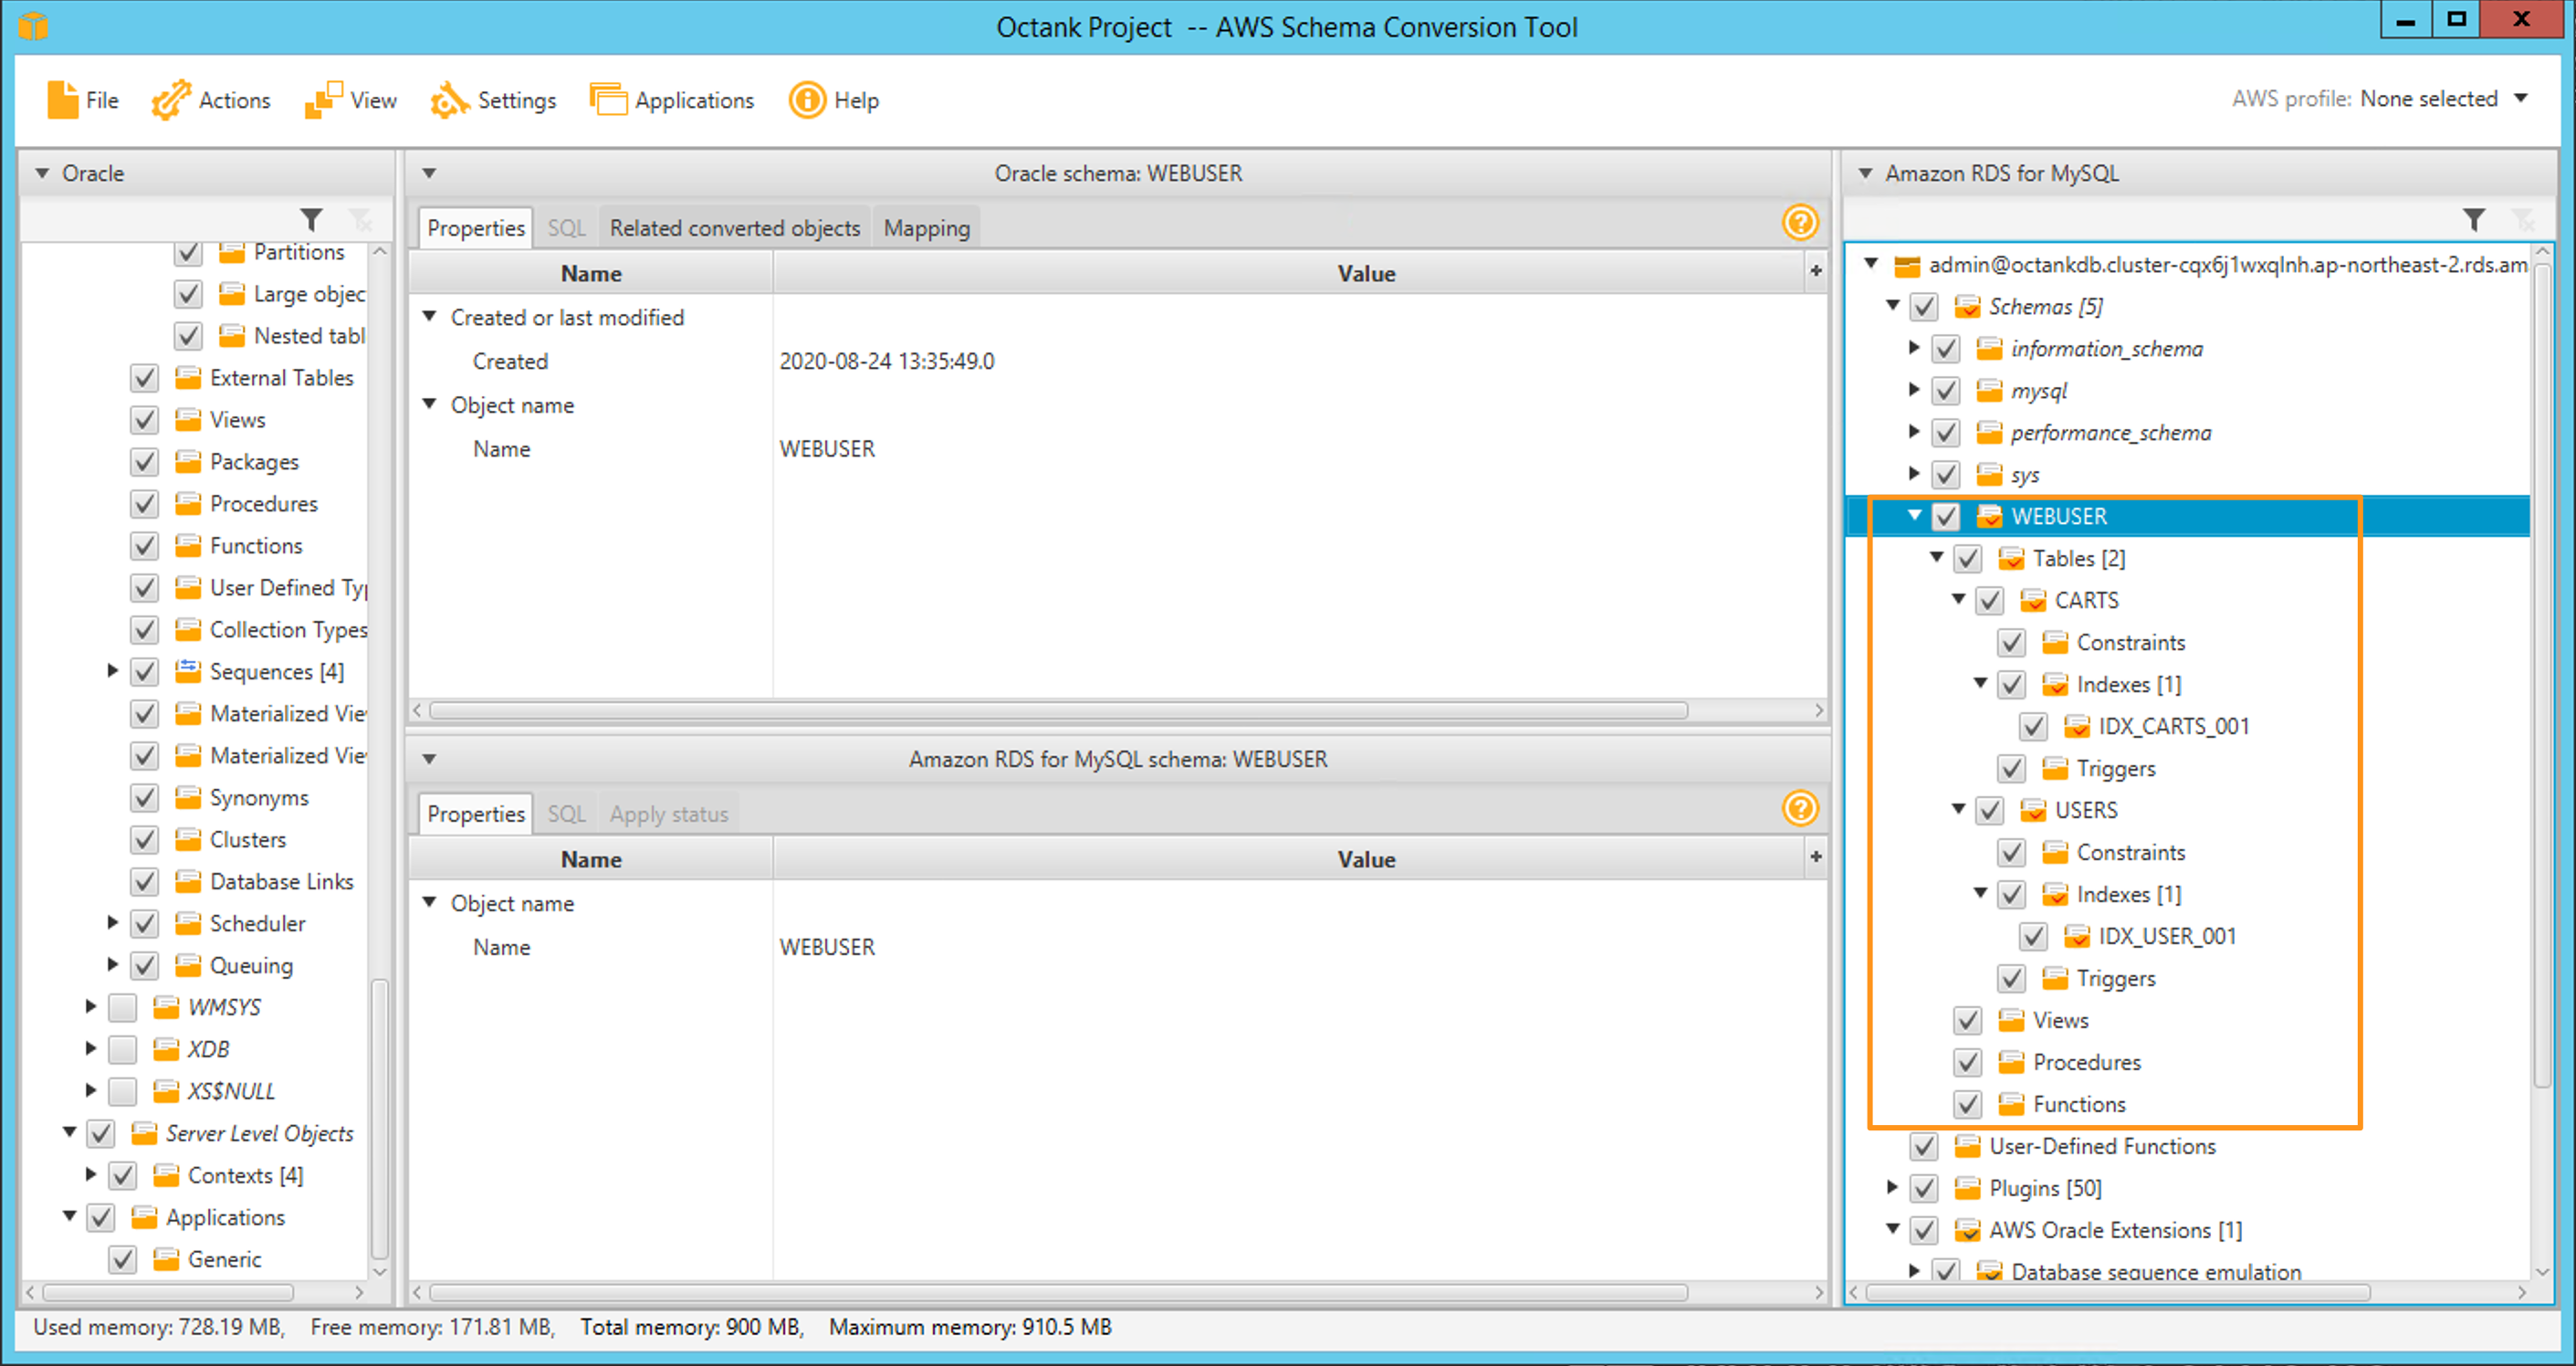 Octank Project -- AWS Schema Conversion Tool
File Actions View Settings Applications Help
AWS profile: None selected
Oracle
Partitions
Large objec
Nested tabl
External Tables
Views
Packages
Procedures
Functions
User Defined Typ
Collection Types
Sequences [4]
Materialized Vie
Materialized Vie
Synonyms
Clusters
Database Links
Scheduler
Queuing
WMSYS
XDB
XS$NULL
Server Level Objects
Contexts [4]
Applications
Generic
Oracle schema: WEBUSER
Properties SQL Related converted objects Mapping
Name Value
Created or last modified
Created 2020-08-24 13:35:49.0
Object name
Name WEBUSER
Amazon RDS for MySQL schema: WEBUSER
Properties SQL Apply status
Name Value
Object name
Name WEBUSER
Amazon RDS for MySQL
admin@octankdb.cluster-cqx6j1wxqlnh.ap-northeast-2.rds.am
Schemas [5]
information_schema
mysql
performance_schema
sys
WEBUSER
Tables [2]
CARTS
Constraints
Indexes [1]
IDX_CARTS_001
Triggers
USERS
Constraints
Indexes [1]
IDX_USER_001
Triggers
Views
Procedures
Functions
User-Defined Functions
Plugins [50]
AWS Oracle Extensions [1]
Database sequence emulation
Used memory: 728.19 MB, Free memory: 171.81 MB, Total memory: 900 MB, Maximum memory: 910.5 MB